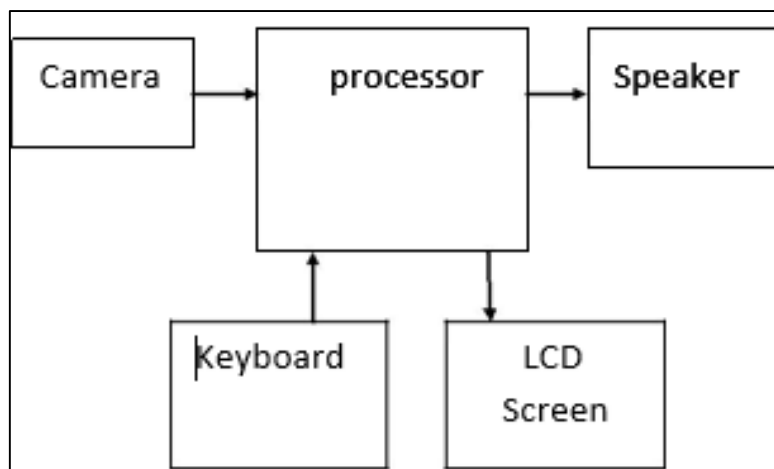 Camera
processor
Speaker
Keyboard
LCD
Screen